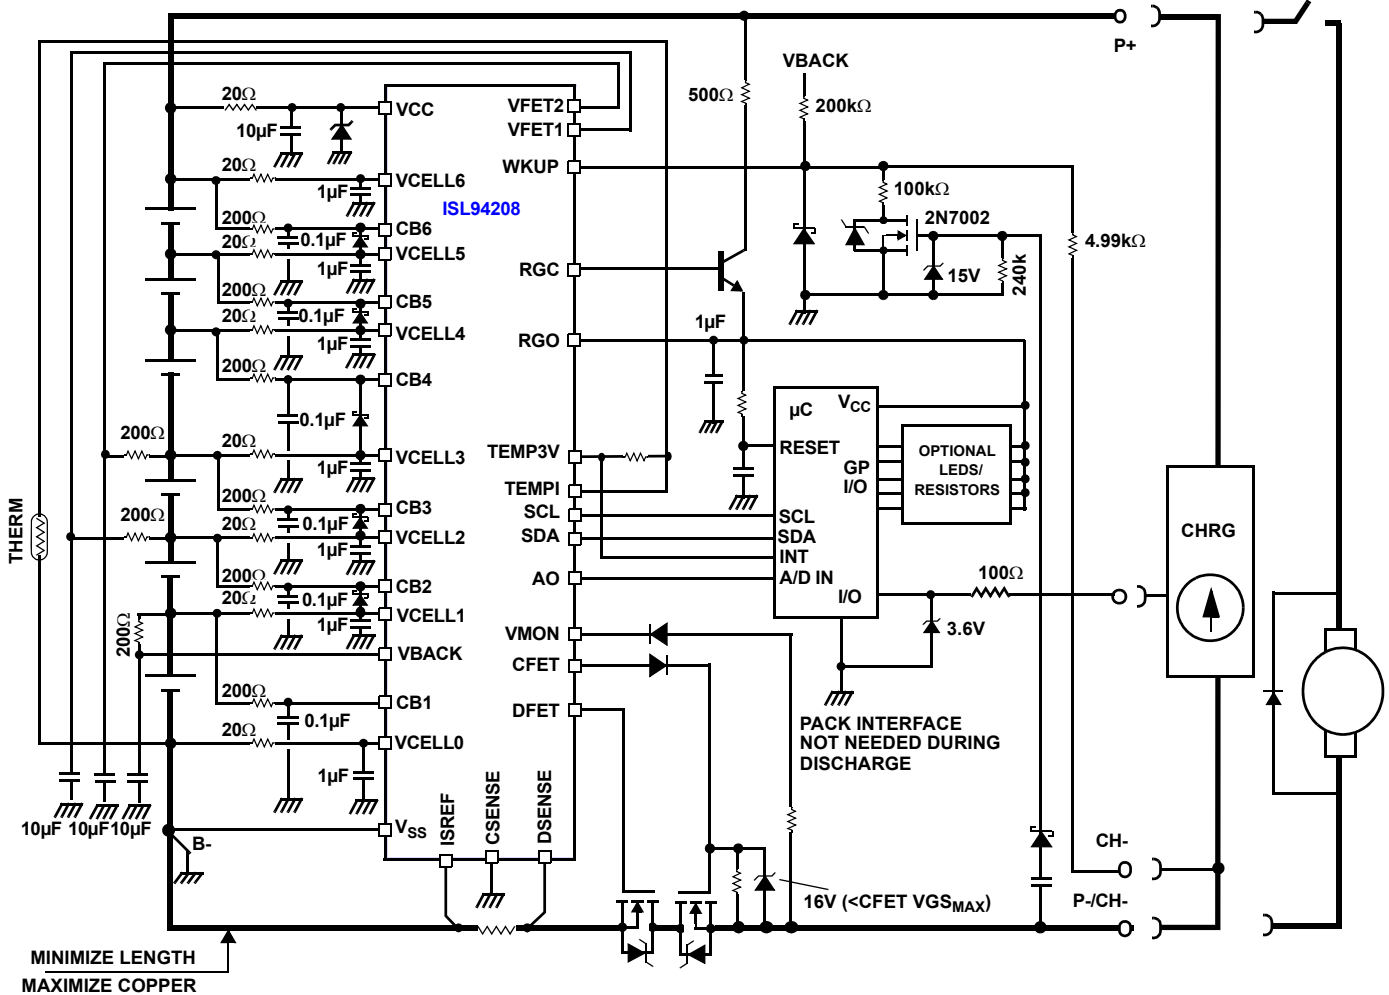 P+
VBACK
20Ω
VCC
VFET2
500Ω
200kΩ
10µF
VFET1
20Ω
WKUP
VCELL6
1µF
100kΩ
ISL94208
200Ω
2N7002
CB6
0.1µF
20Ω
4.99kΩ
VCELL5
1µF
RGC
15V
240k
200Ω
CB5
0.1µF
20Ω
1µF
VCELL4
RGO
1µF
200Ω
CB4
µC
VCC
0.1µF
200Ω
20Ω
RESET
OPTIONAL
LEDS/
RESISTORS
TEMP3V
VCELL3
GP
I/O
1µF
TEMPI
THERM
200Ω
CB3
SCL
SCL
200Ω
20Ω
0.1µF
SDA
SDA
CHRG
VCELL2
1µF
INT
200Ω
AO
A/D IN
100Ω
CB2
20Ω
0.1µF
I/O
VCELL1
1µF
200Ω
VMON
3.6V
VBACK
CFET
200Ω
CB1
DFET
0.1µF
PACK INTERFACE
NOT NEEDED DURING
DISCHARGE
20Ω
VCELL0
1µF
10µF
10µF
10µF
VSS
ISREF
CSENSE
DSENSE
B-
CH-
16V (<CFET VGSMAX)
P-/CH-
MINIMIZE LENGTH
MAXIMIZE COPPER